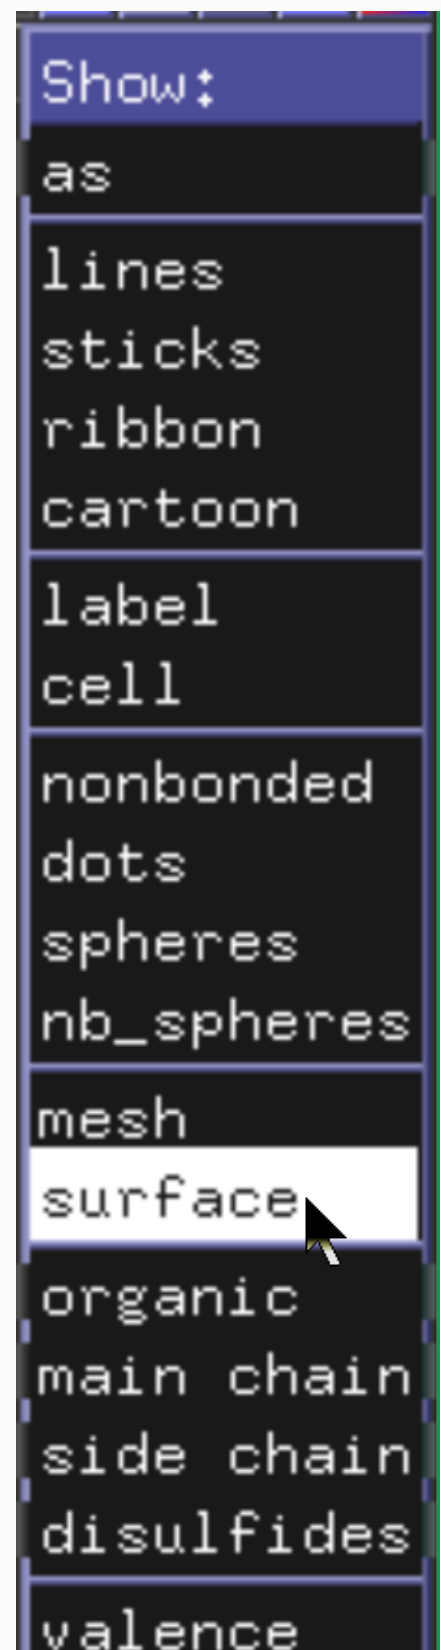 Show:
as
lines
sticks
ribbon
cartoon
label
cell
nonbonded
dots
spheres
nb_spheres
mesh
surface
organic
main chain
side chain
disulfides
valence